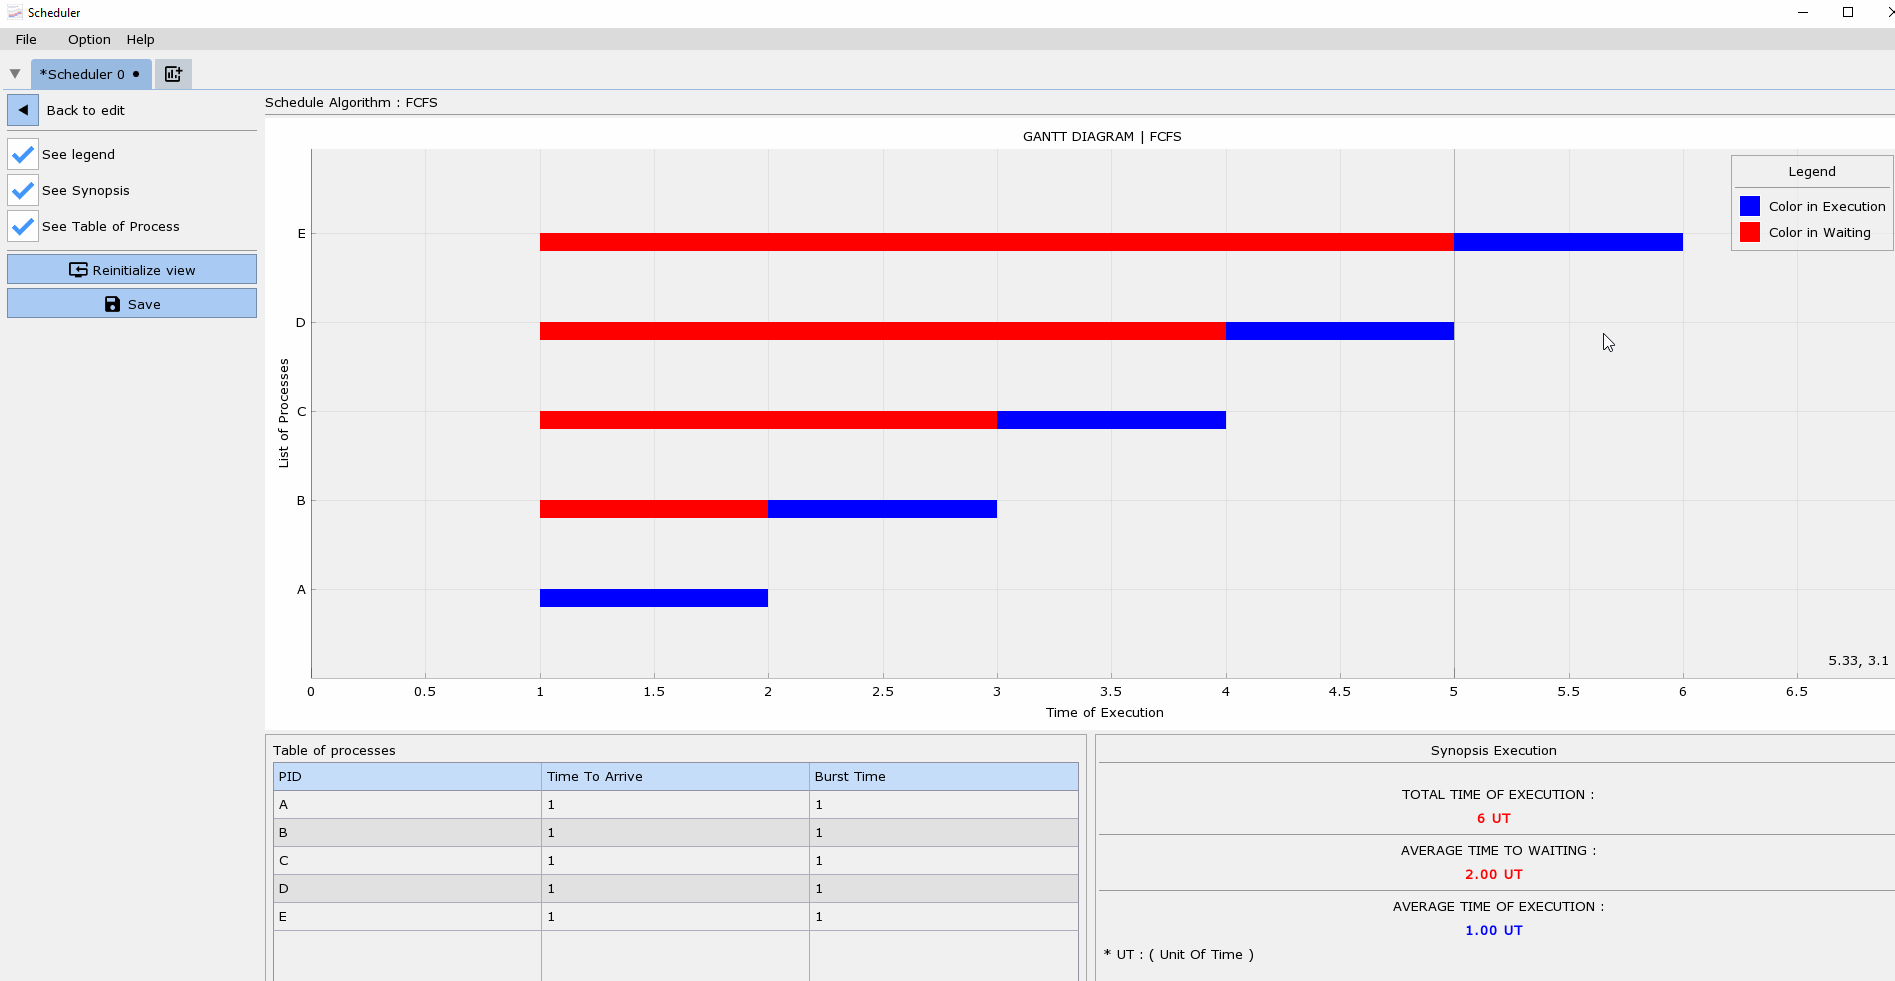 Scheduler
File Option Help
*Scheduler 0
Back to edit
See legend
See Synopsis
See Table of Process
Reinitialize view
Save
Schedule Algorithm : FCFS
GANTT DIAGRAM | FCFS
Legend
Color in Execution
Color in Waiting
List of Processes
E
D
C
B
A
5.33, 3.1
0 0.5 1 1.5 2 2.5 3 3.5 4 4.5 5 5.5 6 6.5
Time of Execution
Table of processes
PID Time To Arrive Burst Time
A 1 1
B 1 1
C 1 1
D 1 1
E 1 1
Synopsis Execution
TOTAL TIME OF EXECUTION :
6 UT
AVERAGE TIME TO WAITING :
2.00 UT
AVERAGE TIME OF EXECUTION :
1.00 UT
* UT : ( Unit Of Time )